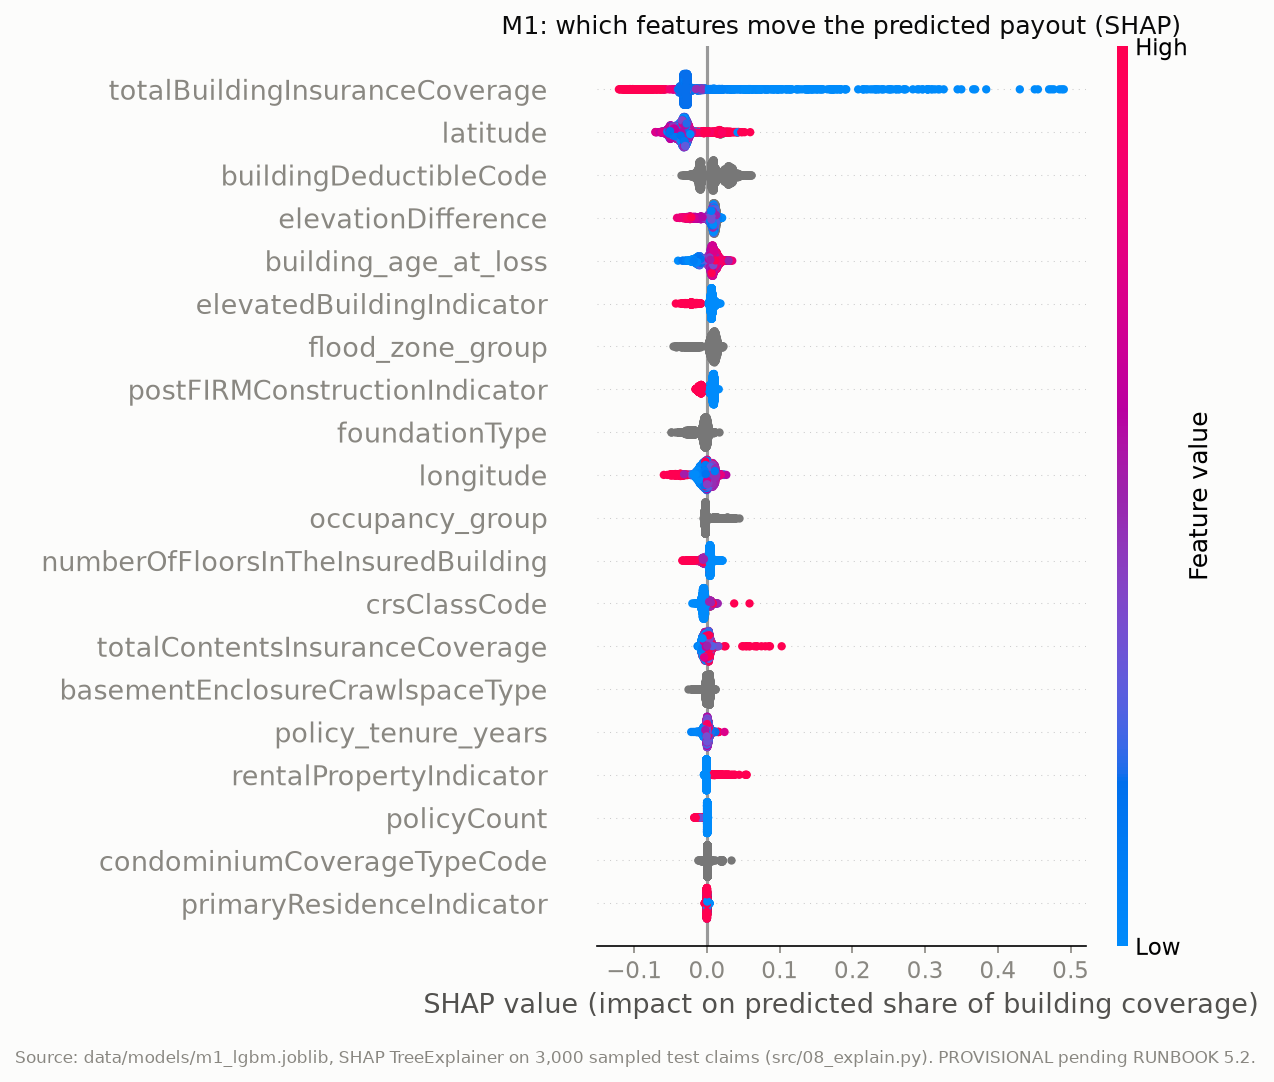 M1: which features move the predicted payout (SHAP)
High
totalBuildingInsuranceCoverage
latitude
buildingDeductibleCode
elevationDifference
building_age_at_loss
elevatedBuildingIndicator
flood_zone_group
postFIRMConstructionIndicator
foundationType
longitude
occupancy_group
numberOfFloorsInTheInsuredBuilding
crsClassCode
totalContentsInsuranceCoverage
basementEnclosureCrawlspaceType
policy_tenure_years
rentalPropertyIndicator
policyCount
condominiumCoverageTypeCode
primaryResidenceIndicator
Feature value
Low
−0.1 0.0 0.1 0.2 0.3 0.4 0.5
SHAP value (impact on predicted share of building coverage)
Source: data/models/m1_lgbm.joblib, SHAP TreeExplainer on 3,000 sampled test claims (src/08_explain.py). PROVISIONAL pending RUNBOOK 5.2.